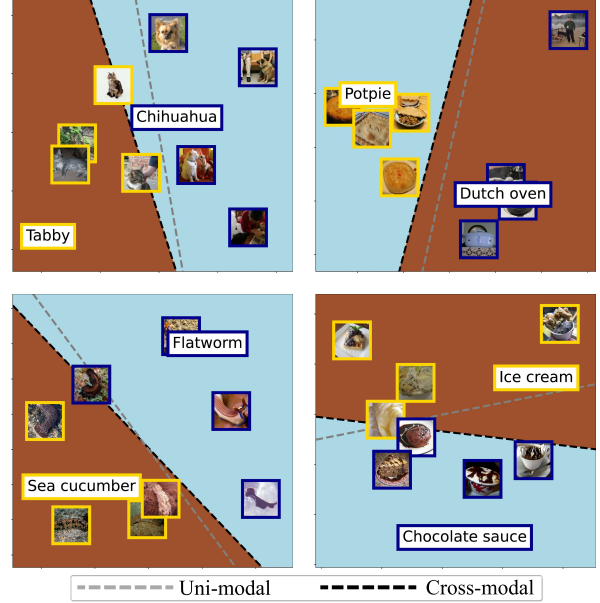 Chihuahua
Tabby
Potpie
Dutch oven
Flatworm
Sea cucumber
Ice cream
Chocolate sauce
Uni-modal
Cross-modal